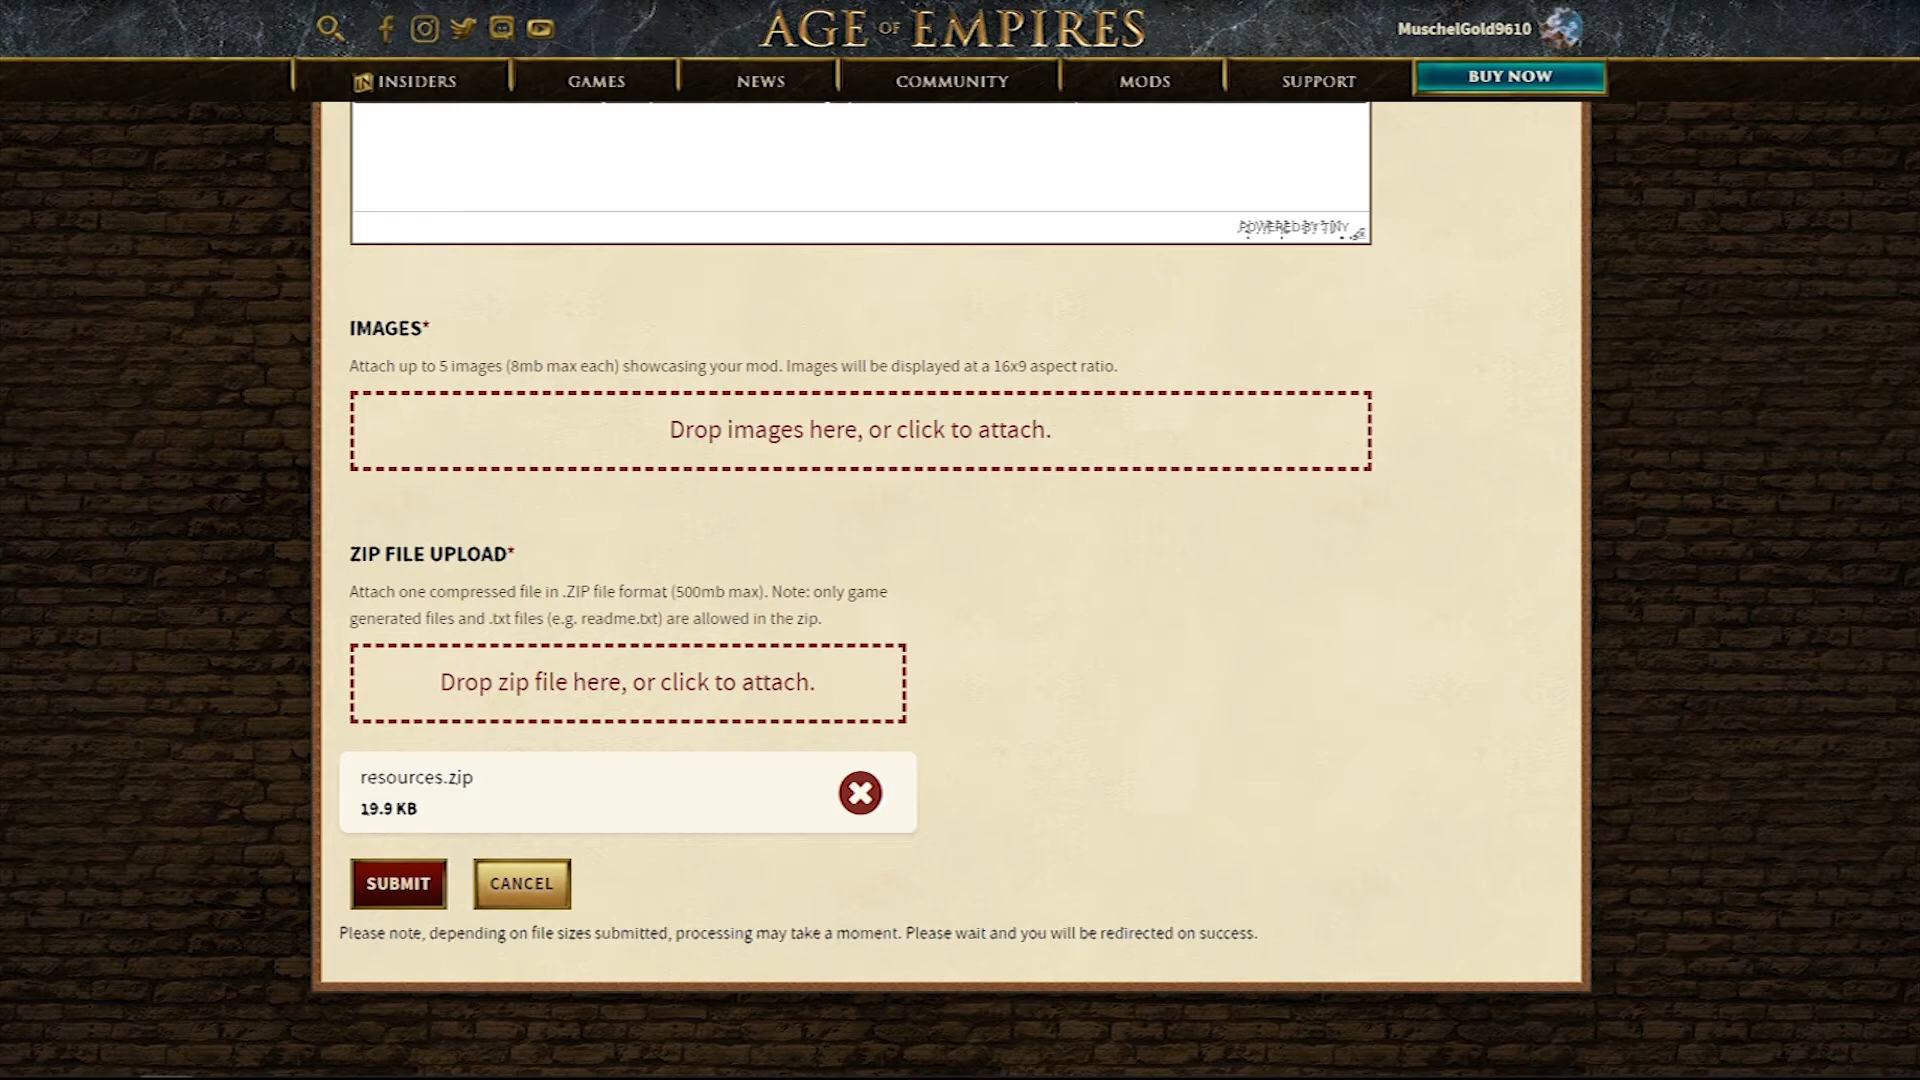 AGE OF EMPIRES
MuschelGold9610
INSIDERS
GAMES
NEWS
COMMUNITY
MODS
SUPPORT
BUY NOW
POWERED BY TINY
IMAGES*
Attach up to 5 images (8mb max each) showcasing your mod. Images will be displayed at a 16x9 aspect ratio.
Drop images here, or click to attach.
ZIP FILE UPLOAD*
Attach one compressed file in .ZIP file format (500mb max). Note: only game
generated files and .txt files (e.g. readme.txt) are allowed in the zip.
Drop zip file here, or click to attach.
resources.zip
19.9 KB
SUBMIT
CANCEL
Please note, depending on file sizes submitted, processing may take a moment. Please wait and you will be redirected on success.